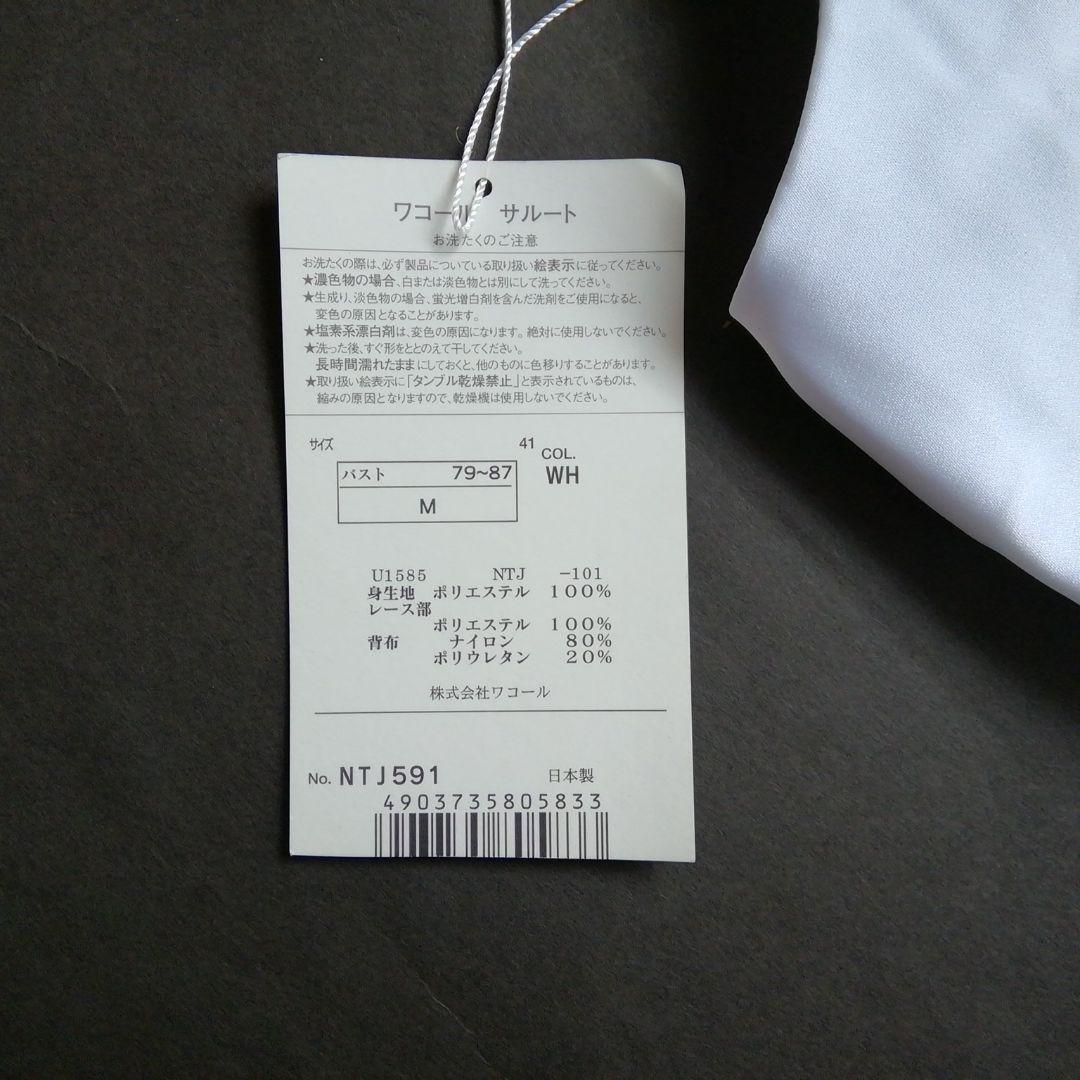 ワコール サルート
お洗たくのご注意
お洗たくの際は、必ず製品についている取り扱い絵表示に従ってください。
★濃色物の場合、白または淡色物とは別にして洗ってください。
★生成り、淡色物の場合、蛍光増白剤を含んだ洗剤をご使用になると、
変色の原因となることがあります。
★塩素系漂白剤は、変色の原因になります。絶対に使用しないでください。
★洗った後、すぐ形をととのえて干してください。
長時間濡れたままにしておくと、他のものに色移りすることがあります。
★取り扱い絵表示に「タンブル乾燥禁止」と表示されているものは、
縮みの原因となりますので、乾燥機は使用しないでください。
サイズ 41 COL.
バスト 79~87 WH
M
U1585 NTJ -101
身生地 ポリエステル 100%
レース部
ポリエステル 100%
背布 ナイロン 80%
ポリウレタン 20%
株式会社ワコール
No. NTJ591 日本製
4903735805833